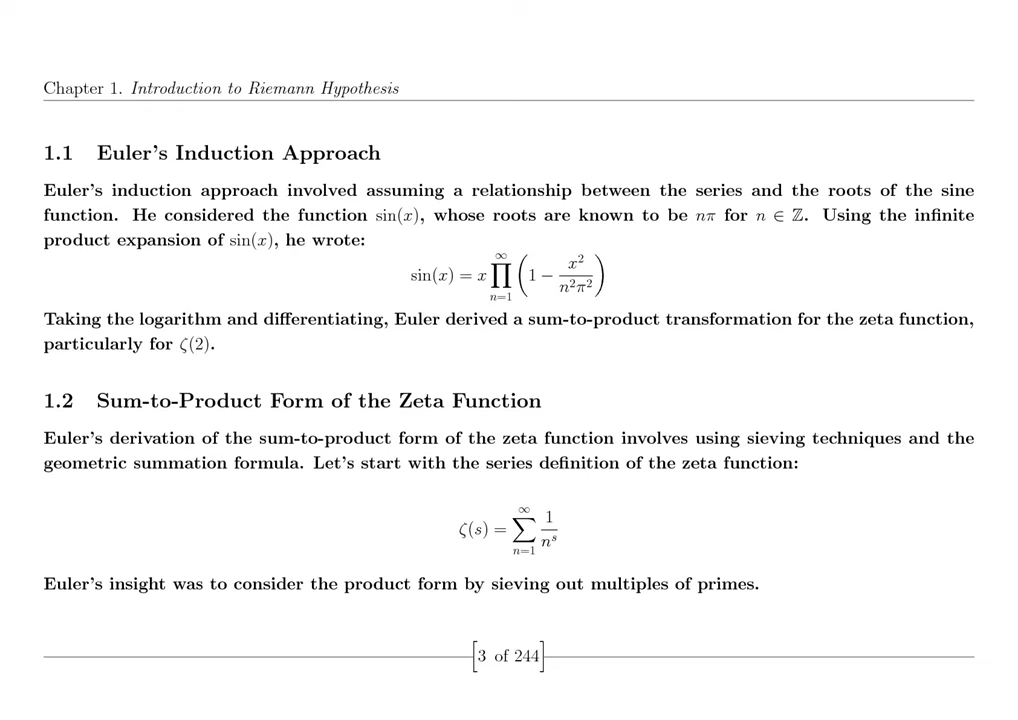 Chapter 1. Introduction to Riemann Hypothesis
1.1 Euler's Induction Approach
Euler's induction approach involved assuming a relationship between the series and the roots of the sine
function. He considered the function sin(x), whose roots are known to be nπ for n ∈ ℤ. Using the infinite
product expansion of sin(x), he wrote:
sin(x) = x ∏_{n=1}^{∞} (1 − x²/(n²π²))
Taking the logarithm and differentiating, Euler derived a sum-to-product transformation for the zeta function,
particularly for ζ(2).
1.2 Sum-to-Product Form of the Zeta Function
Euler's derivation of the sum-to-product form of the zeta function involves using sieving techniques and the
geometric summation formula. Let's start with the series definition of the zeta function:
ζ(s) = ∑_{n=1}^{∞} 1/n^s
Euler's insight was to consider the product form by sieving out multiples of primes.
[3 of 244]